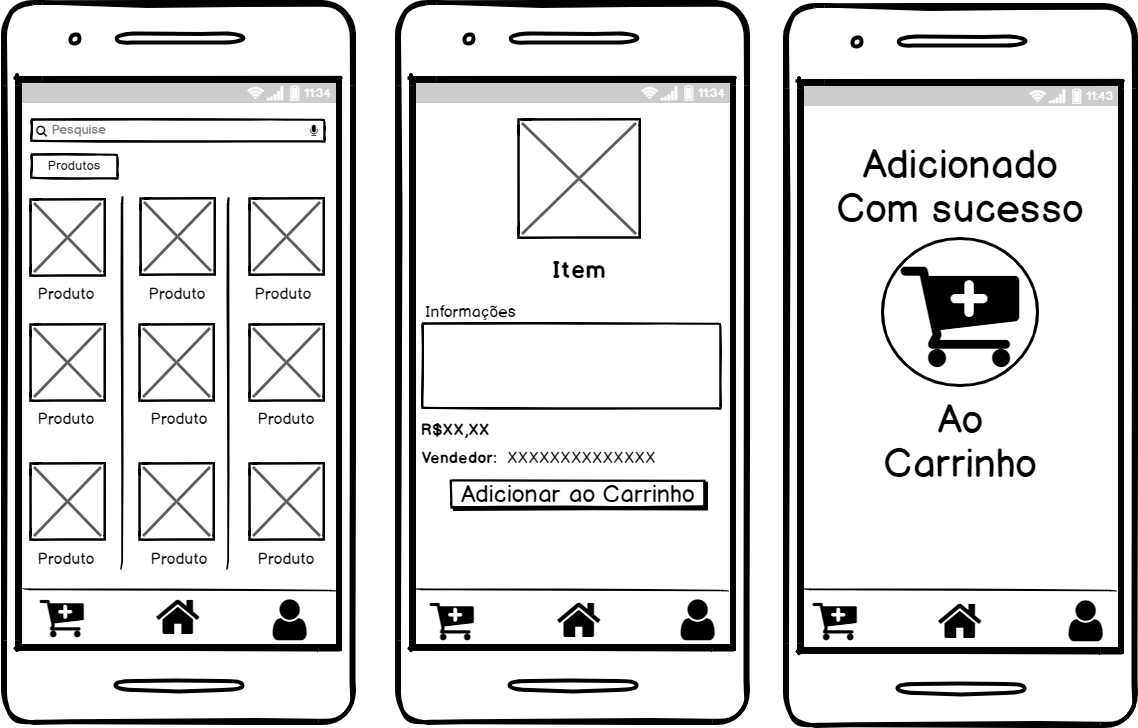 11:34
Pesquise
Produtos
Produto Produto Produto
Produto Produto Produto
Produto Produto Produto
11:34
Item
Informações
R$XX,XX
Vendedor: XXXXXXXXXXXXXX
Adicionar ao Carrinho
11:43
Adicionado
Com sucesso
Ao
Carrinho